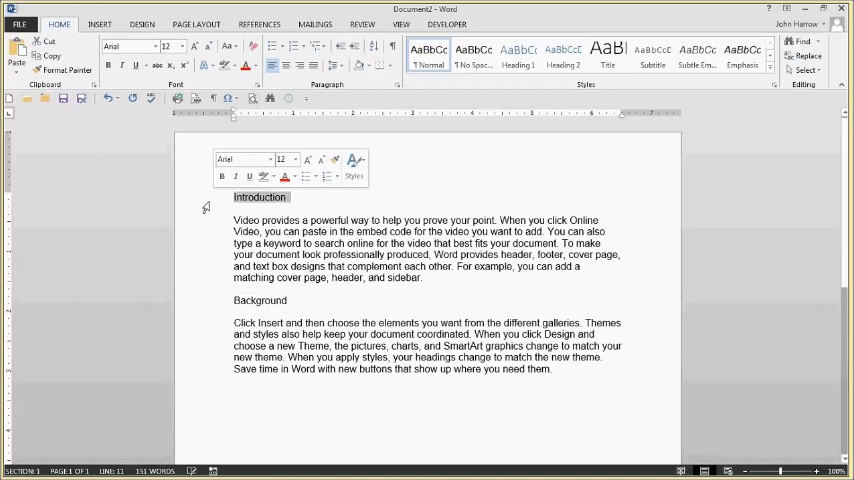 Document2 - Word
FILE HOME INSERT DESIGN PAGE LAYOUT REFERENCES MAILINGS REVIEW VIEW DEVELOPER John Harrow
Paste
Cut
Copy
Format Painter
Clipboard
Arial 12
Font
Paragraph
AaBbCc AaBbCc AaBbCc AaBbCc AaBl AaBbCc AaBbCc AaBbCc
¶ Normal ¶ No Spac... Heading 1 Heading 2 Title Subtitle Subtle Em... Emphasis
Styles
Find
Replace
Select
Editing
Arial 12
B I U Styles
Introduction
Video provides a powerful way to help you prove your point. When you click Online
Video, you can paste in the embed code for the video you want to add. You can also
type a keyword to search online for the video that best fits your document. To make
your document look professionally produced, Word provides header, footer, cover page,
and text box designs that complement each other. For example, you can add a
matching cover page, header, and sidebar.
Background
Click Insert and then choose the elements you want from the different galleries. Themes
and styles also help keep your document coordinated. When you click Design and
choose a new Theme, the pictures, charts, and SmartArt graphics change to match your
new theme. When you apply styles, your headings change to match the new theme.
Save time in Word with new buttons that show up where you need them.
SECTION: 1 PAGE 1 OF 1 LINE: 11 151 WORDS 100%